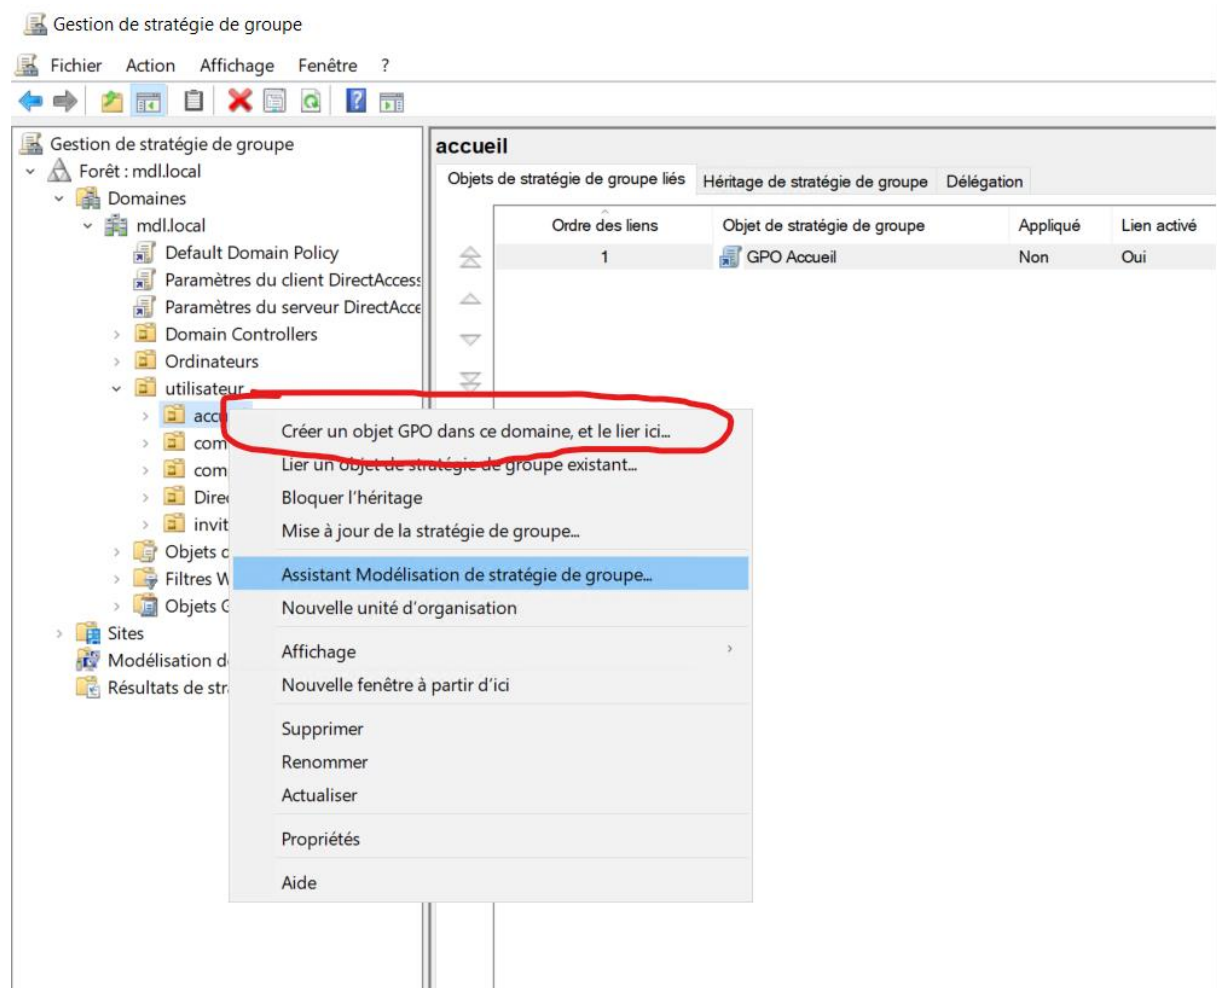 Gestion de stratégie de groupe
Fichier Action Affichage Fenêtre ?
Gestion de stratégie de groupe
Forêt : mdl.local
Domaines
mdl.local
Default Domain Policy
Paramètres du client DirectAccess
Paramètres du serveur DirectAcce
Domain Controllers
Ordinateurs
utilisateur
accu
com
com
Direc
invit
Objets d
Filtres W
Objets G
Sites
Modélisation d
Résultats de str
accueil
Objets de stratégie de groupe liés Héritage de stratégie de groupe Délégation
Ordre des liens Objet de stratégie de groupe Appliqué Lien activé
1 GPO Accueil Non Oui
Créer un objet GPO dans ce domaine, et le lier ici...
Lier un objet de stratégie de groupe existant...
Bloquer l'héritage
Mise à jour de la stratégie de groupe...
Assistant Modélisation de stratégie de groupe...
Nouvelle unité d'organisation
Affichage
Nouvelle fenêtre à partir d'ici
Supprimer
Renommer
Actualiser
Propriétés
Aide